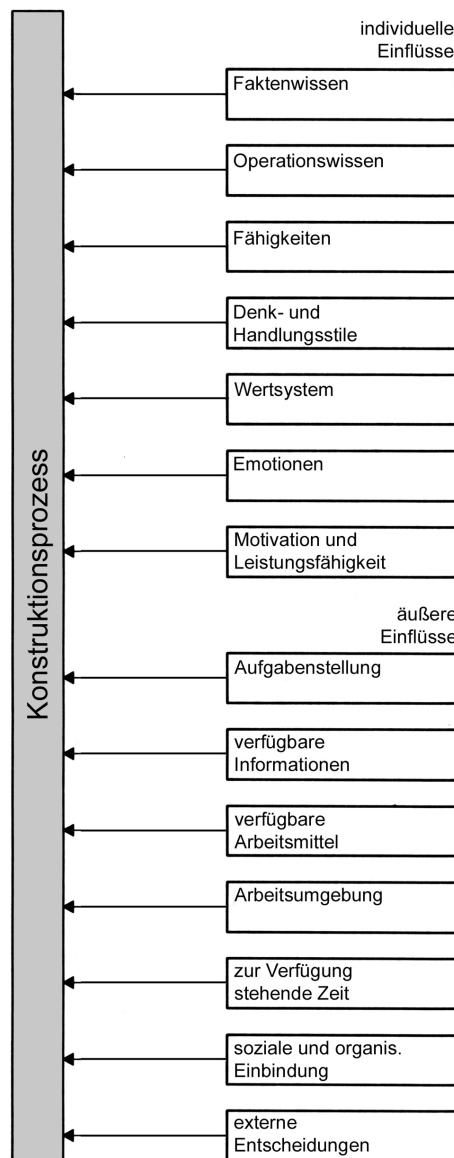 individuelle
Einflüsse
Faktenwissen
Operationswissen
Fähigkeiten
Denk- und
Handlungsstile
Wertsystem
Emotionen
Motivation und
Leistungsfähigkeit
Konstruktionsprozess
äußere
Einflüsse
Aufgabenstellung
verfügbare
Informationen
verfügbare
Arbeitsmittel
Arbeitsumgebung
zur Verfügung
stehende Zeit
soziale und organis.
Einbindung
externe
Entscheidungen